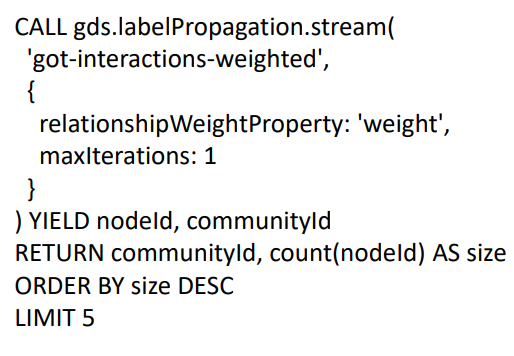 CALL gds.labelPropagation.stream(
'got-interactions-weighted',
{
relationshipWeightProperty: 'weight',
maxIterations: 1
}
) YIELD nodeId, communityId
RETURN communityId, count(nodeId) AS size
ORDER BY size DESC
LIMIT 5